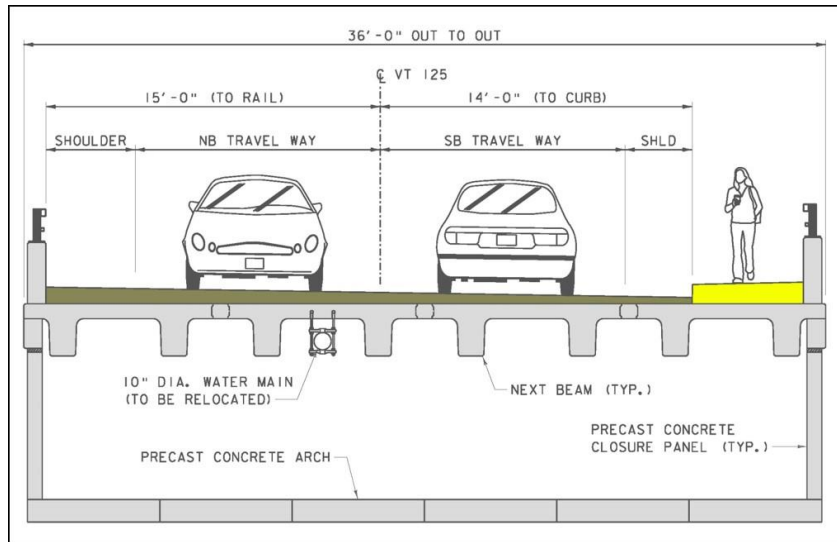 36'-0" OUT TO OUT
℄ VT 125
15'-0" (TO RAIL)
14'-0" (TO CURB)
SHOULDER
NB TRAVEL WAY
SB TRAVEL WAY
SHLD
10" DIA. WATER MAIN
(TO BE RELOCATED)
NEXT BEAM (TYP.)
PRECAST CONCRETE
CLOSURE PANEL (TYP.)
PRECAST CONCRETE ARCH